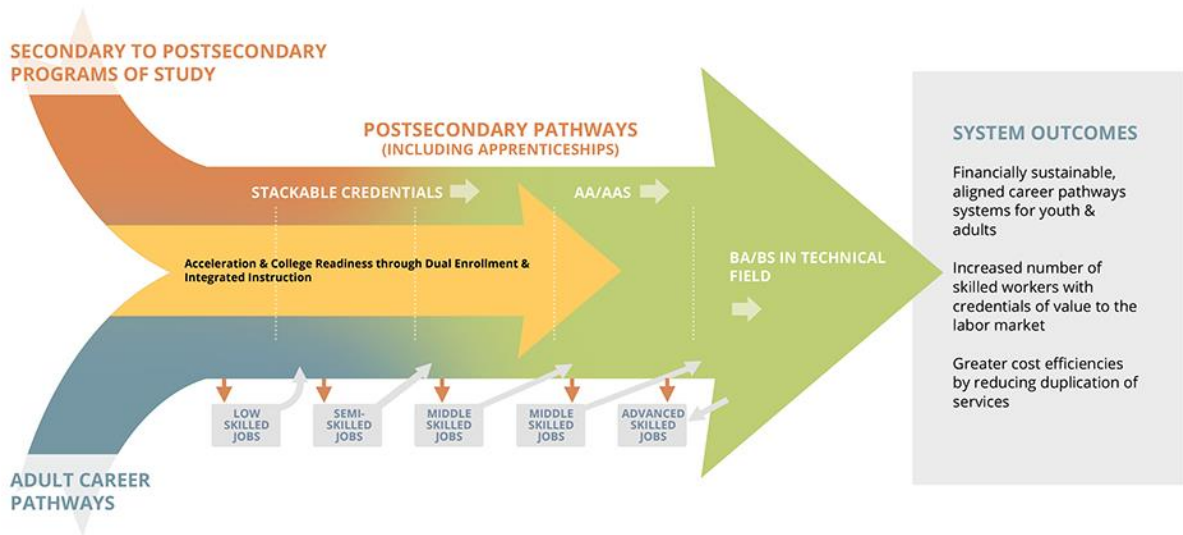 SECONDARY TO POSTSECONDARY
PROGRAMS OF STUDY
POSTSECONDARY PATHWAYS
(INCLUDING APPRENTICESHIPS)
STACKABLE CREDENTIALS
AA/AAS
Acceleration & College Readiness through Dual Enrollment &
Integrated Instruction
BA/BS IN TECHNICAL
FIELD
LOW
SKILLED
JOBS
SEMI-
SKILLED
JOBS
MIDDLE
SKILLED
JOBS
MIDDLE
SKILLED
JOBS
ADVANCED
SKILLED
JOBS
ADULT CAREER
PATHWAYS
SYSTEM OUTCOMES
Financially sustainable,
aligned career pathways
systems for youth &
adults
Increased number of
skilled workers with
credentials of value to the
labor market
Greater cost efficiencies
by reducing duplication of
services